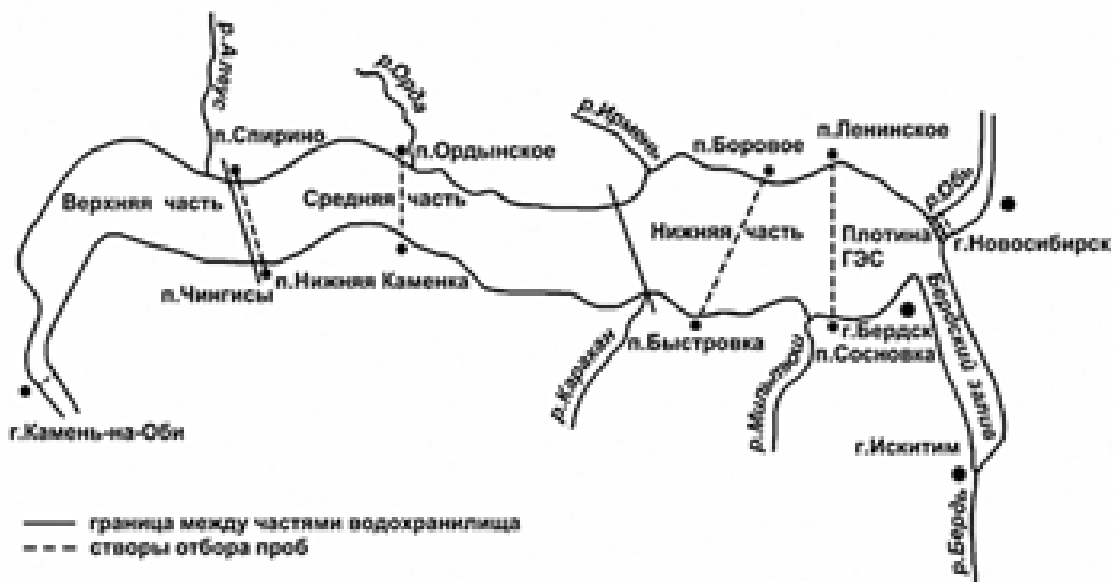 р.Алеус
р.Орда
р.Ирмень
п.Спирино
п.Ордынское
п.Боровое
п.Ленинское
р.Обь
Верхняя часть
Средняя часть
Нижняя часть
Плотина
ГЭС
г.Новосибирск
п.Чингисы
п.Нижняя Каменка
п.Быстровка
г.Бердск
п.Сосновка
Бердский залив
р.Каракан
р.Мильтюш
г.Камень-на-Оби
г.Искитим
р.Бердь
граница между частями водохранилища
створы отбора проб